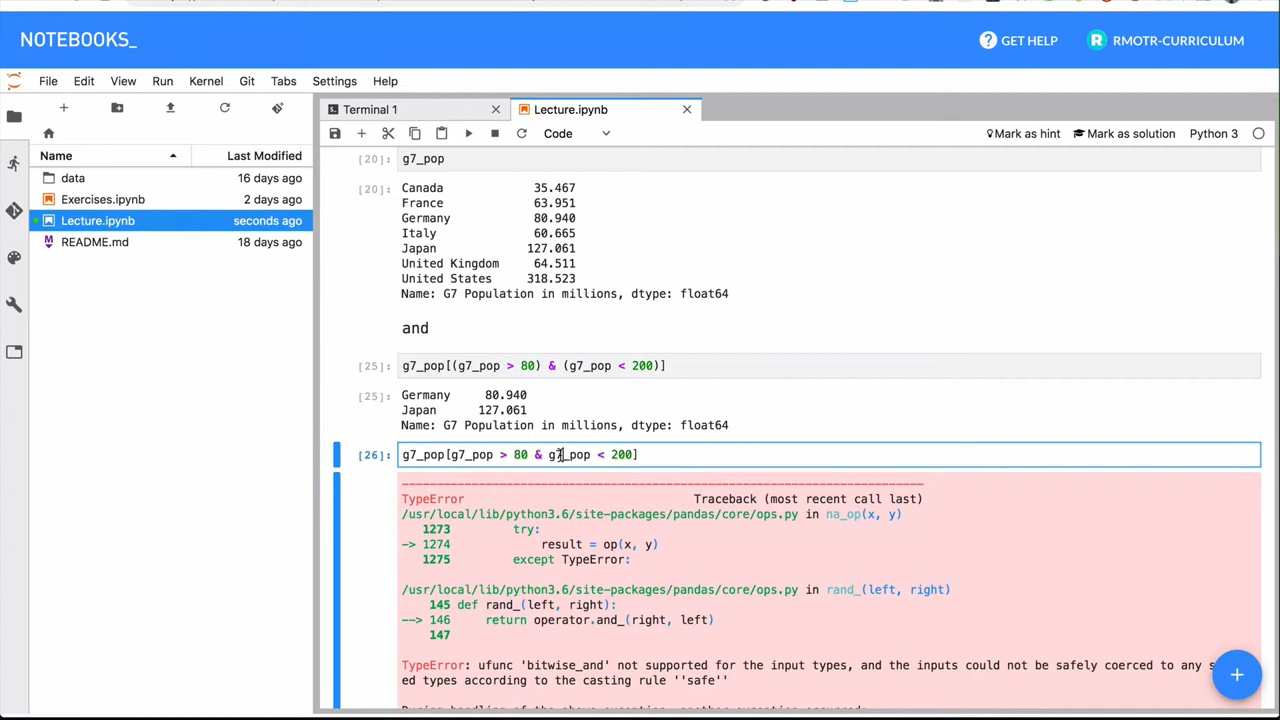 NOTEBOOKS_
GET HELP
R RMOTR-CURRICULUM
File Edit View Run Kernel Git Tabs Settings Help
Terminal 1
Lecture.ipynb
Code
Mark as hint
Mark as solution
Python 3
Name
Last Modified
data 16 days ago
Exercises.ipynb 2 days ago
Lecture.ipynb seconds ago
M README.md 18 days ago
[20]: g7_pop
[20]: Canada 35.467
France 63.951
Germany 80.940
Italy 60.665
Japan 127.061
United Kingdom 64.511
United States 318.523
Name: G7 Population in millions, dtype: float64
and
[25]: g7_pop[(g7_pop > 80) & (g7_pop < 200)]
[25]: Germany 80.940
Japan 127.061
Name: G7 Population in millions, dtype: float64
[26]: g7_pop[g7_pop > 80 & g7_pop < 200]
---------------------------------------------------------------------------
TypeError Traceback (most recent call last)
/usr/local/lib/python3.6/site-packages/pandas/core/ops.py in na_op(x, y)
1273 try:
-> 1274 result = op(x, y)
1275 except TypeError:
/usr/local/lib/python3.6/site-packages/pandas/core/ops.py in rand_(left, right)
145 def rand_(left, right):
--> 146 return operator.and_(right, left)
147
TypeError: ufunc 'bitwise_and' not supported for the input types, and the inputs could not be safely coerced to any s
ed types according to the casting rule ''safe''
During handling of the above exception, another exception occurred: